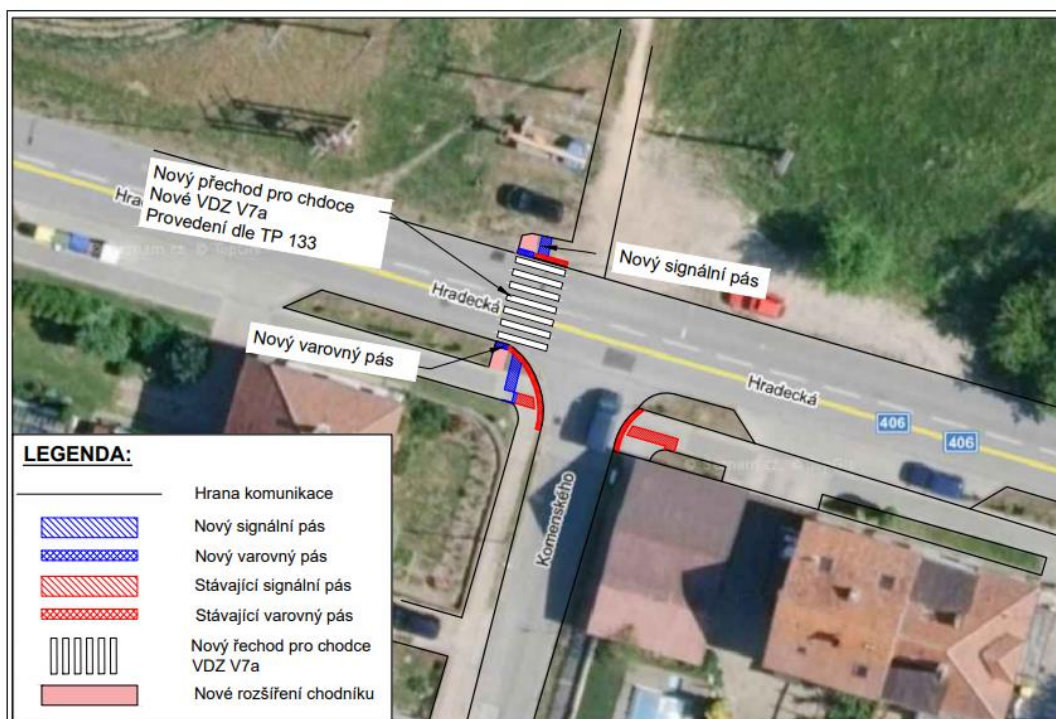 Nový přechod pro chdoce
Nové VDZ V7a
Provedení dle TP 133
Hra
Nový signální pás
Hradecká
Nový varovný pás
Hradecká
406
406
Komenského
LEGENDA:
Hrana komunikace
Nový signální pás
Nový varovný pás
Stávající signální pás
Stávající varovný pás
Nový řechod pro chodce
VDZ V7a
Nové rozšíření chodníku